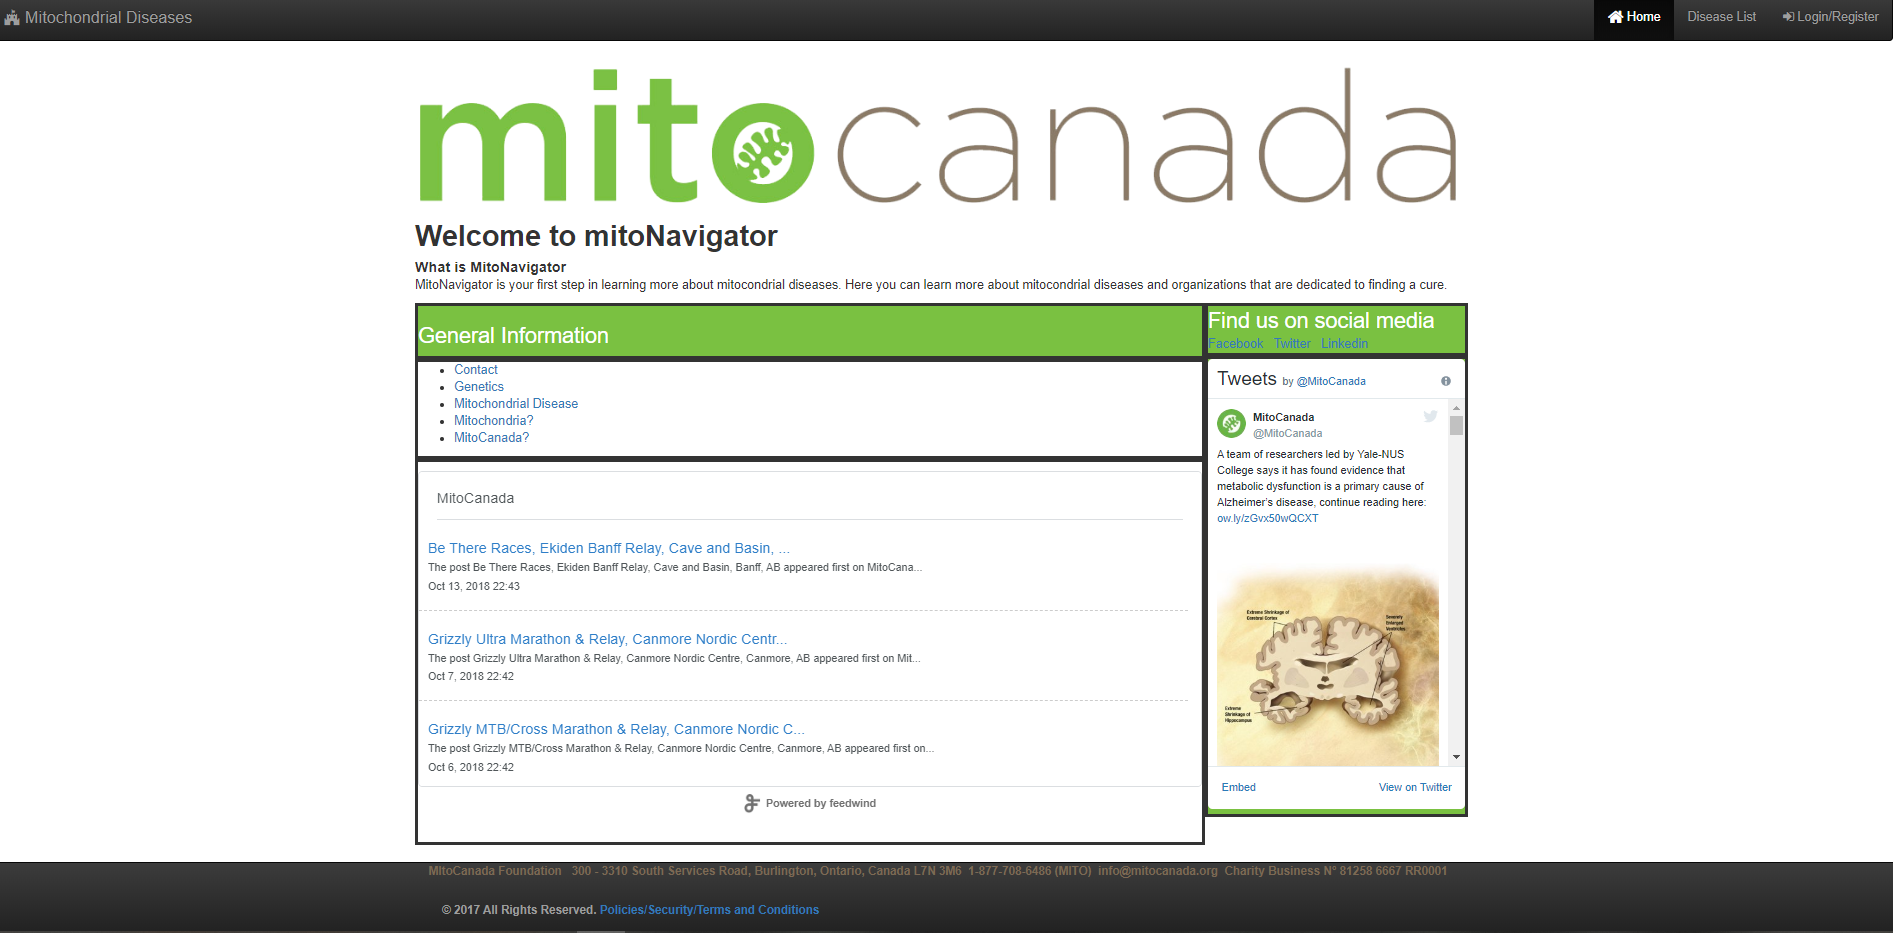 Mitochondrial Diseases
Home
Disease List
Login/Register
mitocanada
Welcome to mitoNavigator
What is MitoNavigator
MitoNavigator is your first step in learning more about mitocondrial diseases. Here you can learn more about mitocondrial diseases and organizations that are dedicated to finding a cure.
General Information
Contact
Genetics
Mitochondrial Disease
Mitochondria?
MitoCanada?
MitoCanada
Be There Races, Ekiden Banff Relay, Cave and Basin, ...
The post Be There Races, Ekiden Banff Relay, Cave and Basin, Banff, AB appeared first on MitoCana...
Oct 13, 2018 22:43
Grizzly Ultra Marathon & Relay, Canmore Nordic Centr...
The post Grizzly Ultra Marathon & Relay, Canmore Nordic Centre, Canmore, AB appeared first on Mit...
Oct 7, 2018 22:42
Grizzly MTB/Cross Marathon & Relay, Canmore Nordic C...
The post Grizzly MTB/Cross Marathon & Relay, Canmore Nordic Centre, Canmore, AB appeared first on...
Oct 6, 2018 22:42
Powered by feedwind
Find us on social media
Facebook Twitter Linkedin
Tweets by @MitoCanada
MitoCanada
@MitoCanada
A team of researchers led by Yale-NUS
College says it has found evidence that
metabolic dysfunction is a primary cause of
Alzheimer's disease, continue reading here:
ow.ly/zGvx50wQCXT
Extreme Shrinkage of
Cerebral Cortex
Severely
Enlarged
Ventricles
Extreme
Shrinkage of
Hippocampus
Embed
View on Twitter
MitoCanada Foundation 300 - 3310 South Services Road, Burlington, Ontario, Canada L7N 3M6 1-877-708-6486 (MITO) info@mitocanada.org Charity Business N° 81258 6667 RR0001
© 2017 All Rights Reserved. Policies/Security/Terms and Conditions